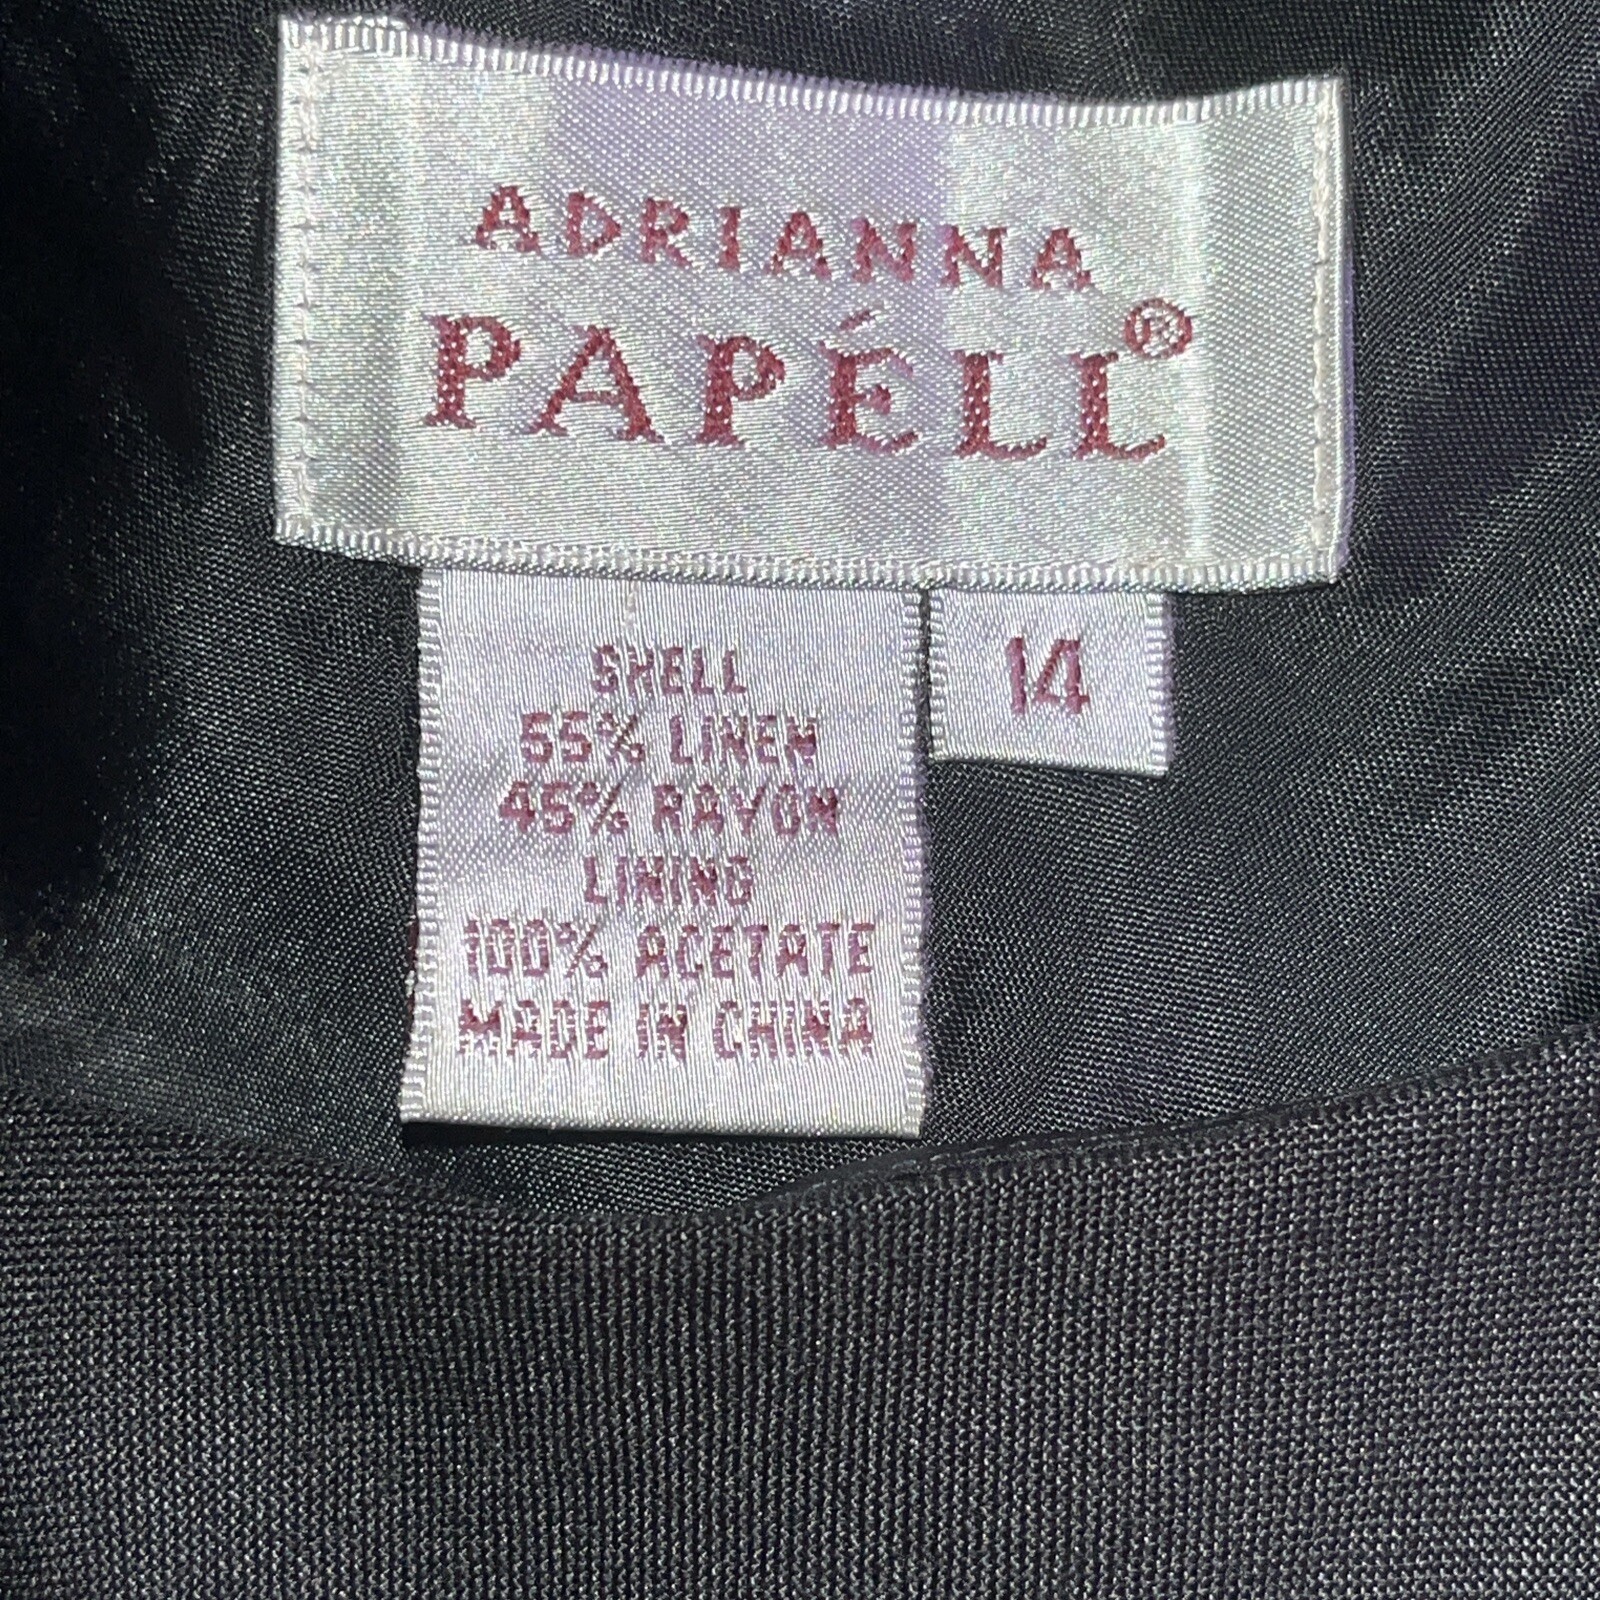 ADRIANNA
PAPÉLL®
14
SHELL
55% LINEN
45% RAYON
LINING
100% ACETATE
MADE IN CHINA